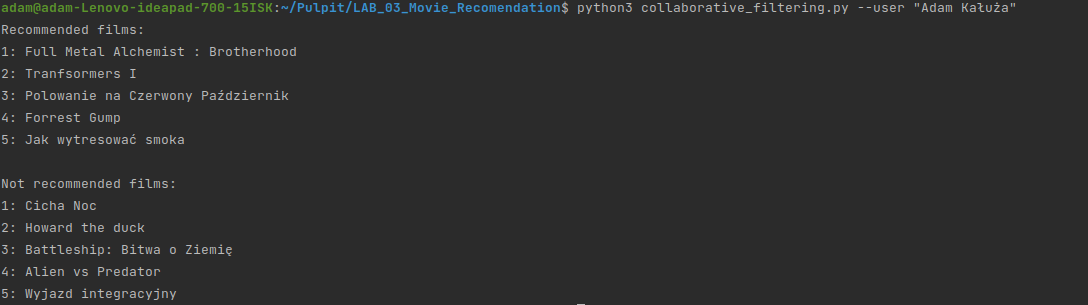 adam@adam-Lenovo-ideapad-700-15ISK:~/Pulpit/LAB_03_Movie_Recomendation$ python3 collaborative_filtering.py --user "Adam Kałuża"
Recommended films:
1: Full Metal Alchemist : Brotherhood
2: Tranfsormers I
3: Polowanie na Czerwony Październik
4: Forrest Gump
5: Jak wytresować smoka
Not recommended films:
1: Cicha Noc
2: Howard the duck
3: Battleship: Bitwa o Ziemię
4: Alien vs Predator
5: Wyjazd integracyjny